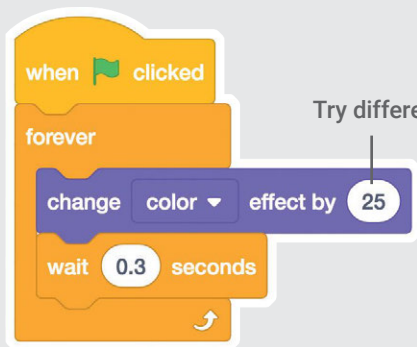 when clicked
forever
Try differe
change color effect by 25
wait 0.3 seconds